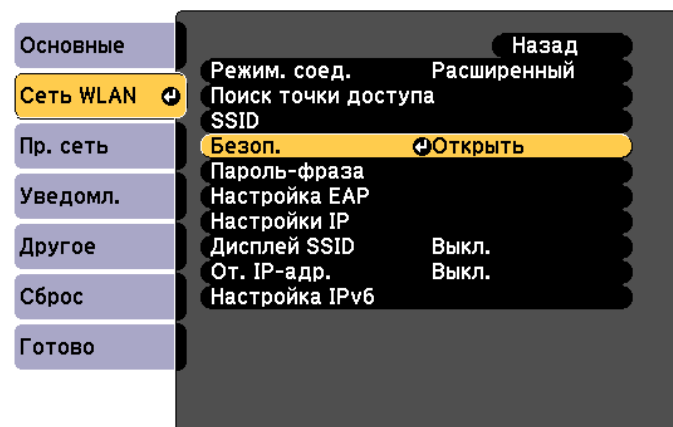 Основные
Сеть WLAN
Пр. сеть
Уведомл.
Другое
Сброс
Готово
Назад
Режим. соед. Расширенный
Поиск точки доступа
SSID
Безоп. Открыть
Пароль-фраза
Настройка EAP
Настройки IP
Дисплей SSID Выкл.
От. IP-адр. Выкл.
Настройка IPv6